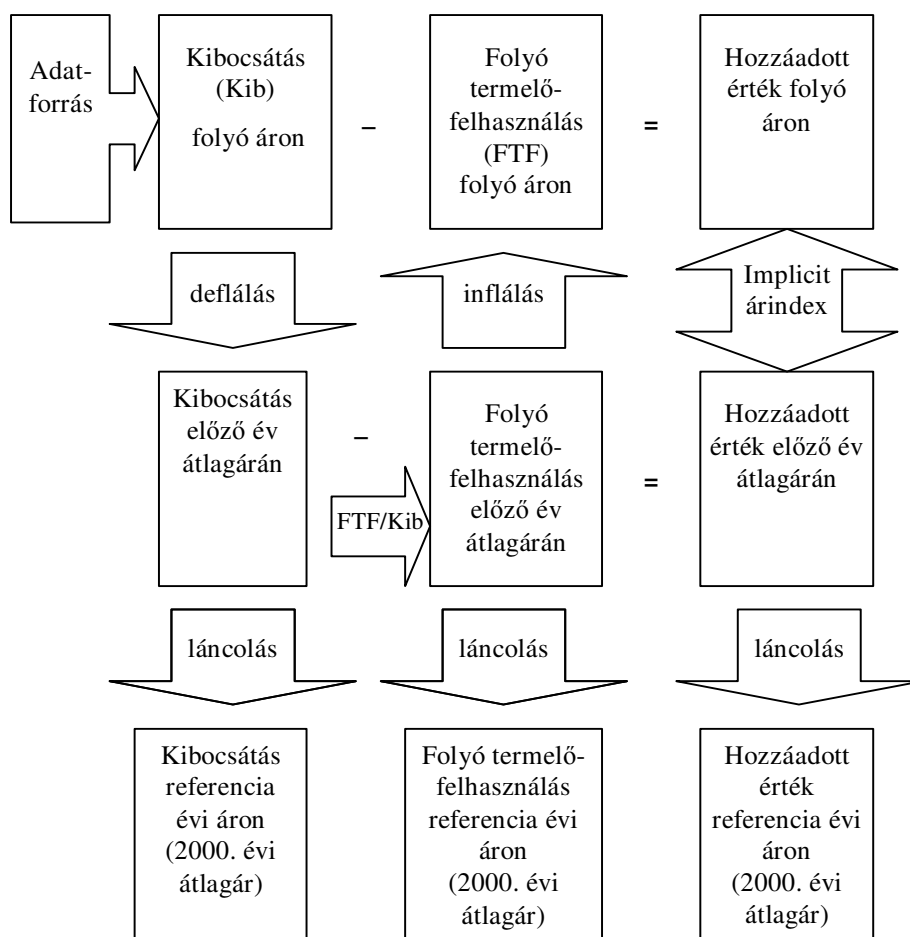 Adat-
forrás
Kibocsátás
(Kib)
folyó áron
–
Folyó
termelő-
felhasználás
(FTF)
folyó áron
=
Hozzáadott
érték folyó
áron
deflálás
inflálás
Implicit
árindex
Kibocsátás
előző év
átlagárán
–
FTF/Kib
Folyó
termelő-
felhasználás
előző év
átlagárán
=
Hozzáadott
érték előző év
átlagárán
láncolás
láncolás
láncolás
Kibocsátás
referencia
évi áron
(2000. évi
átlagár)
Folyó termelő-
felhasználás
referencia évi
áron
(2000. évi
átlagár)
Hozzáadott
érték
referencia évi
áron
(2000. évi
átlagár)